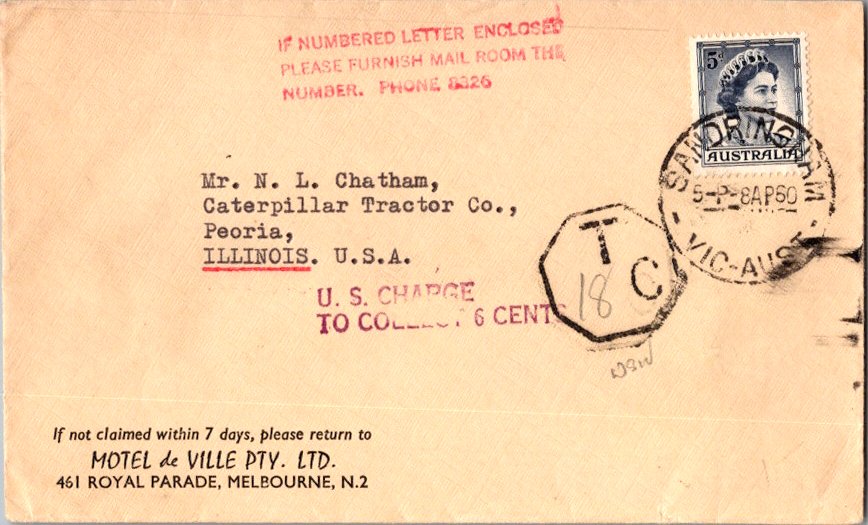 IF NUMBERED LETTER ENCLOSED
PLEASE FURNISH MAIL ROOM THE
NUMBER. PHONE 8326
5D
AUSTRALIA
SANDRINGHAM
5-P-8AP60
VIC-AUST
Mr. N. L. Chatham,
Caterpillar Tractor Co.,
Peoria,
ILLINOIS. U.S.A.
T
18 C
U. S. CHARGE
TO COLLECT 6 CENTS
If not claimed within 7 days, please return to
MOTEL de VILLE PTY. LTD.
461 ROYAL PARADE, MELBOURNE, N.2